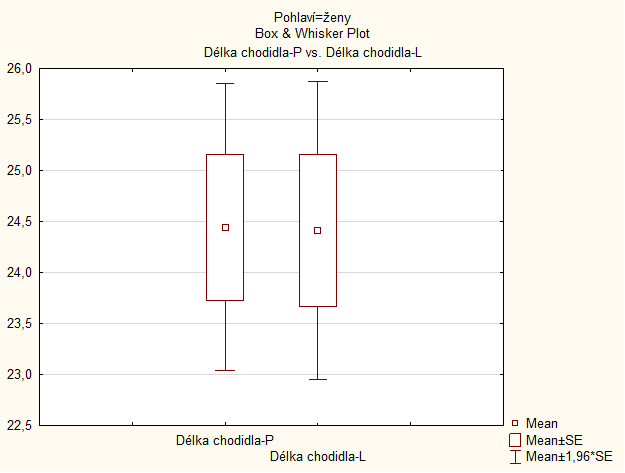 Pohlaví=ženy
Box & Whisker Plot
Délka chodidla-P vs. Délka chodidla-L
26,0
25,5
25,0
24,5
24,0
23,5
23,0
22,5
Délka chodidla-P
Délka chodidla-L
Mean
Mean±SE
Mean±1,96*SE